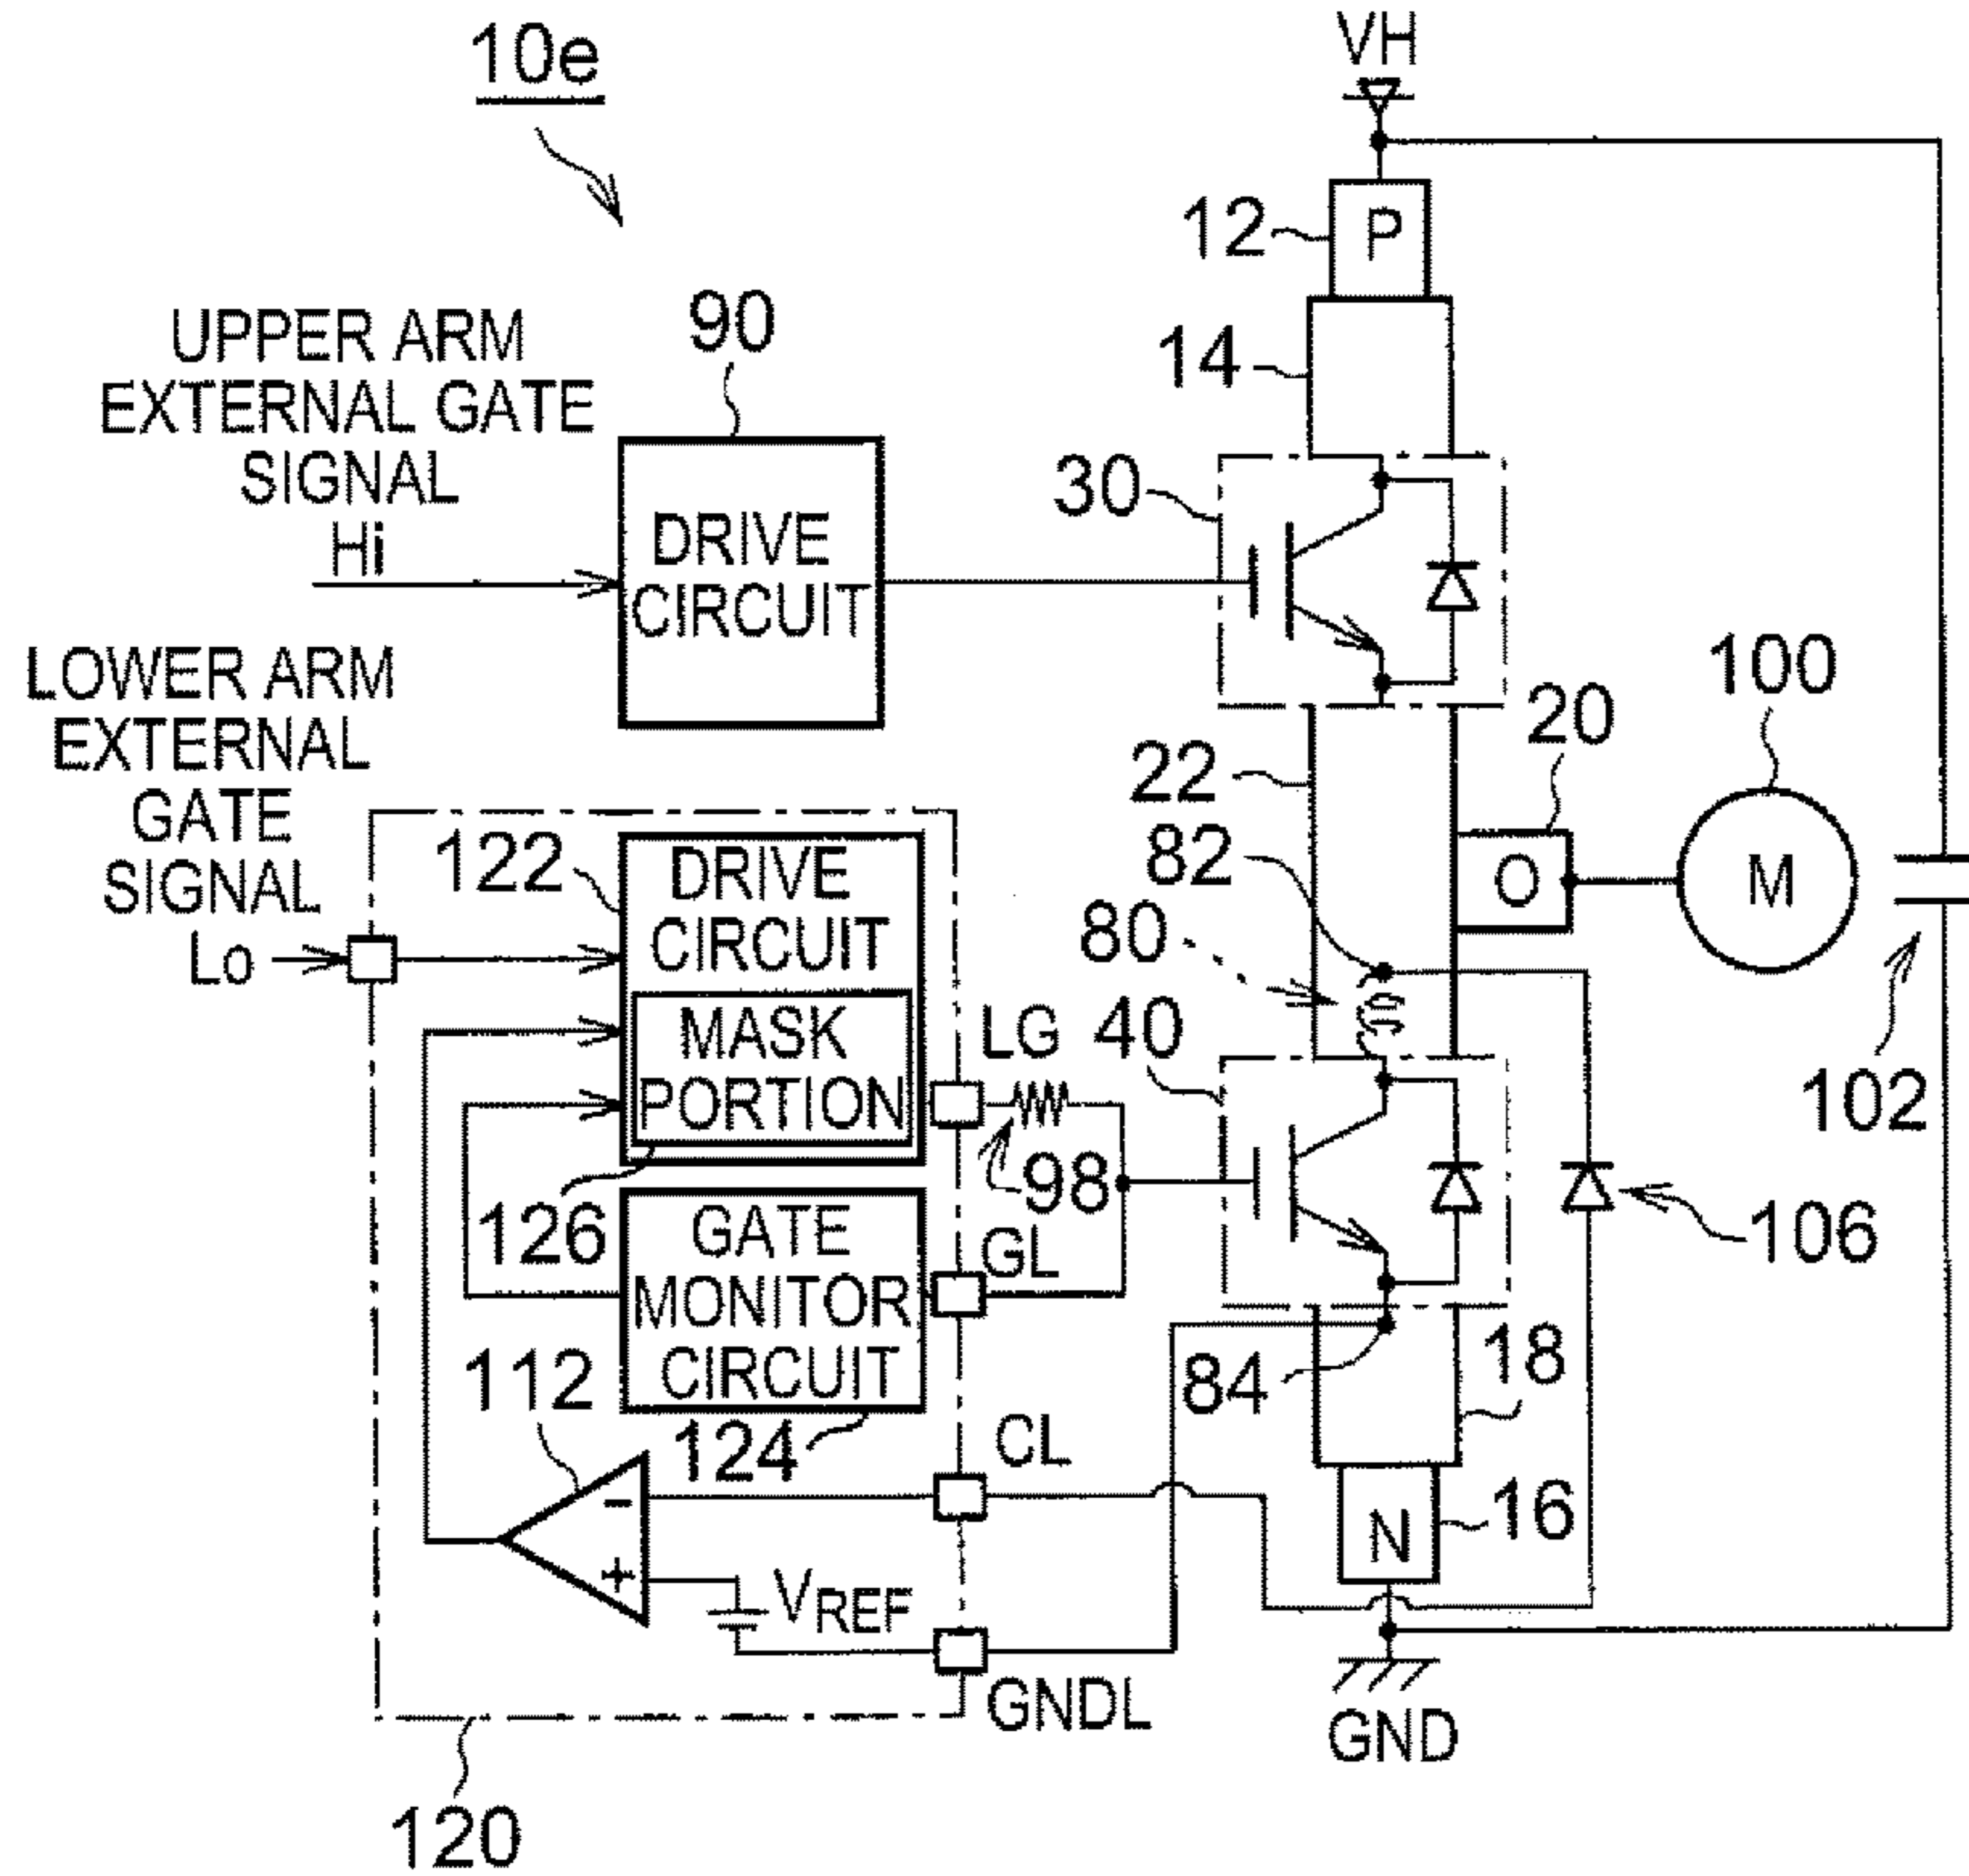 10e
VH
12
P
14
UPPER ARM
EXTERNAL GATE
SIGNAL
Hi
90
DRIVE
CIRCUIT
30
LOWER ARM
EXTERNAL
GATE
SIGNAL
Lo
100
20
22
82
O
M
80
122
DRIVE
CIRCUIT
MASK
PORTION
LG
40
102
98
126
GATE
MONITOR
CIRCUIT
GL
106
112
124
84
18
CL
N
16
VREF
GNDL
GND
120